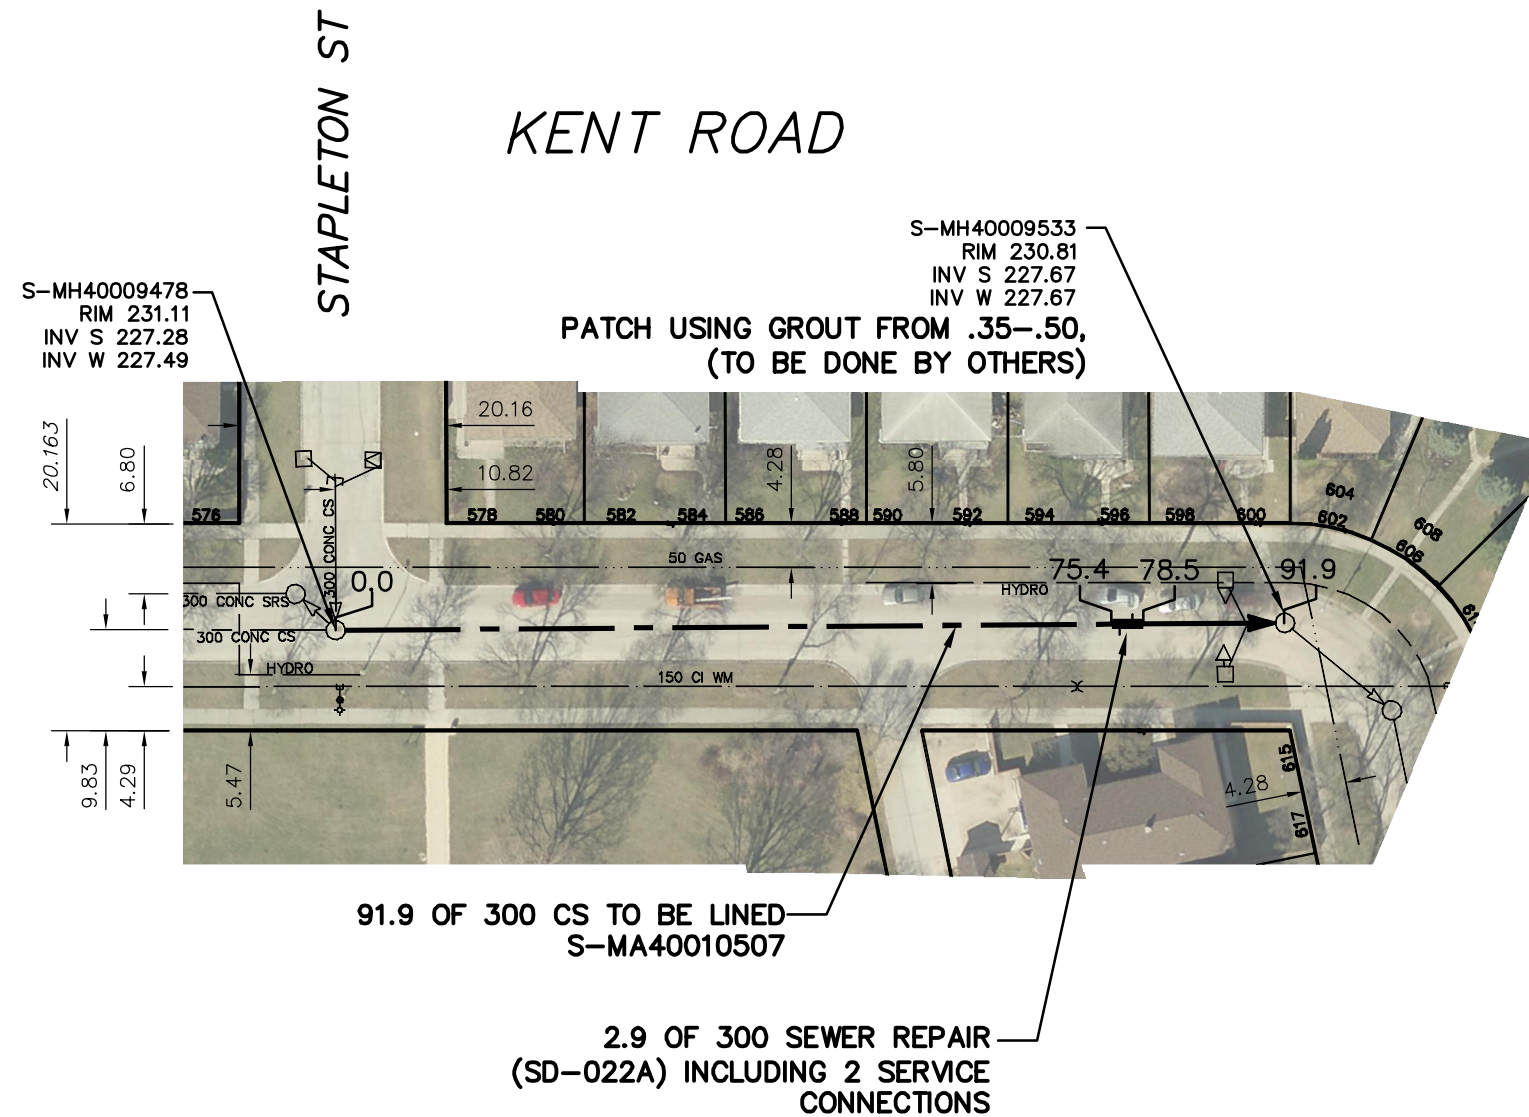 STAPLETON ST
KENT ROAD
S-MH40009533
RIM 230.81
INV S 227.67
INV W 227.67
S-MH40009478
RIM 231.11
INV S 227.28
INV W 227.49
PATCH USING GROUT FROM .35-.50,
(TO BE DONE BY OTHERS)
20.163
6.80
20.16
10.82
4.28
5.80
300 CONC CS
576
578
580
582
584
586
588
590
592
594
596
598
600
602
604
606
608
50 GAS
0.0
75.4
78.5
91.9
HYDRO
300 CONC SRS
300 CONC CS
HYDRO
150 CI WM
9.83
4.29
5.47
615
4.28
617
91.9 OF 300 CS TO BE LINED
S-MA40010507
2.9 OF 300 SEWER REPAIR
(SD-022A) INCLUDING 2 SERVICE
CONNECTIONS